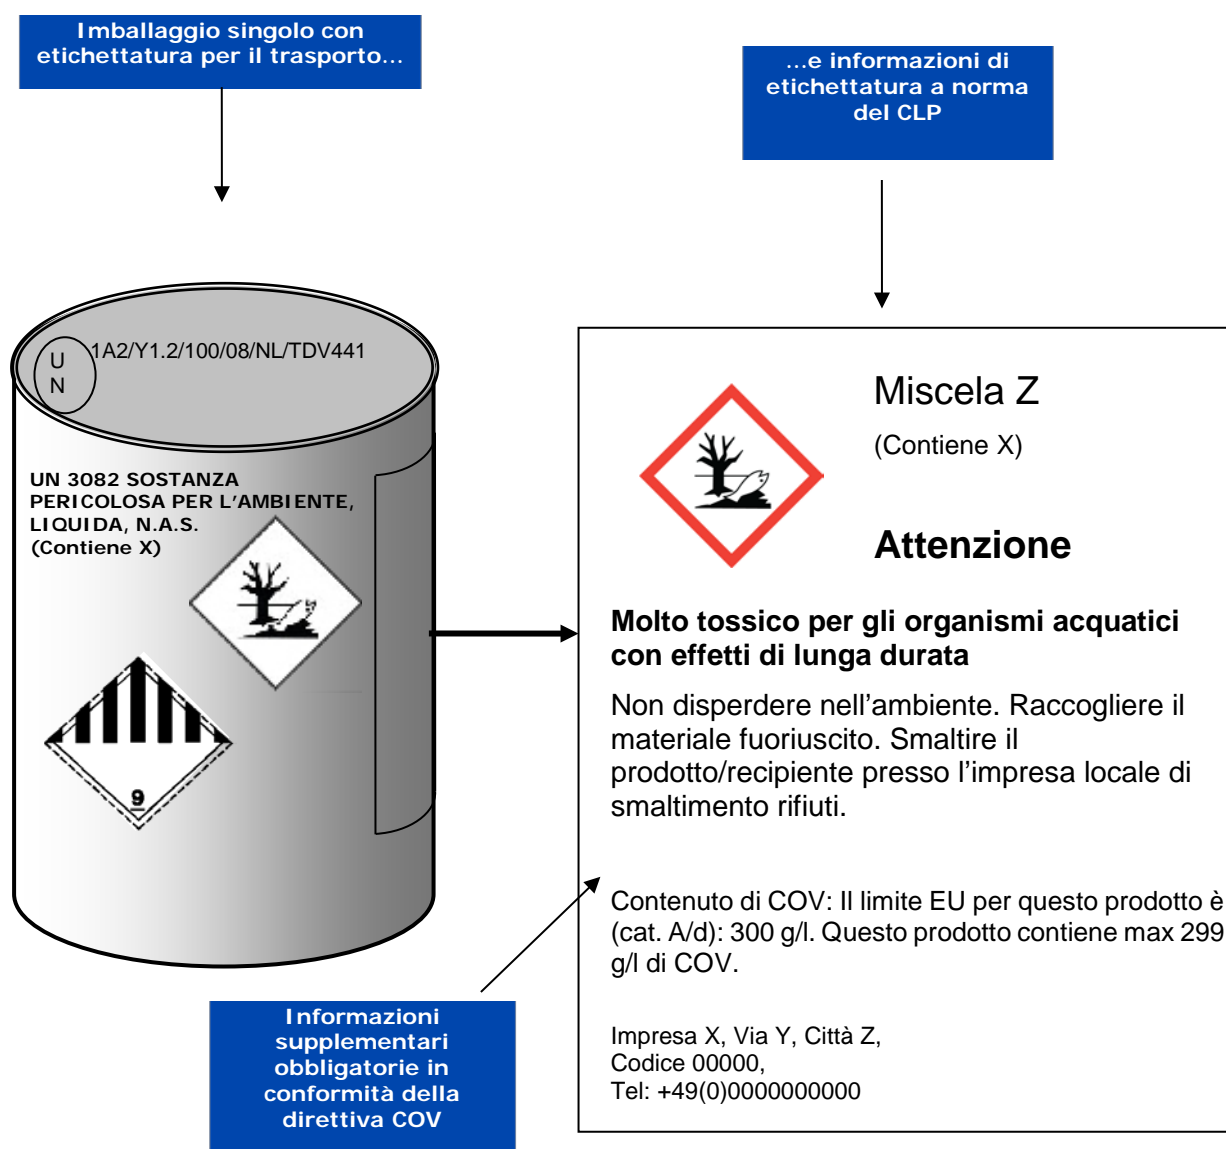 Imballaggio singolo con
etichettatura per il trasporto...
...e informazioni di
etichettatura a norma
del CLP
U
N
1A2/Y1.2/100/08/NL/TDV441
UN 3082 SOSTANZA
PERICOLOSA PER L’AMBIENTE,
LIQUIDA, N.A.S.
(Contiene X)
9
Miscela Z
(Contiene X)
Attenzione
Molto tossico per gli organismi acquatici
con effetti di lunga durata
Non disperdere nell’ambiente. Raccogliere il
materiale fuoriuscito. Smaltire il
prodotto/recipiente presso l’impresa locale di
smaltimento rifiuti.
Contenuto di COV: Il limite EU per questo prodotto è
(cat. A/d): 300 g/l. Questo prodotto contiene max 299
g/l di COV.
Impresa X, Via Y, Città Z,
Codice 00000,
Tel: +49(0)0000000000
Informazioni
supplementari
obbligatorie in
conformità della
direttiva COV